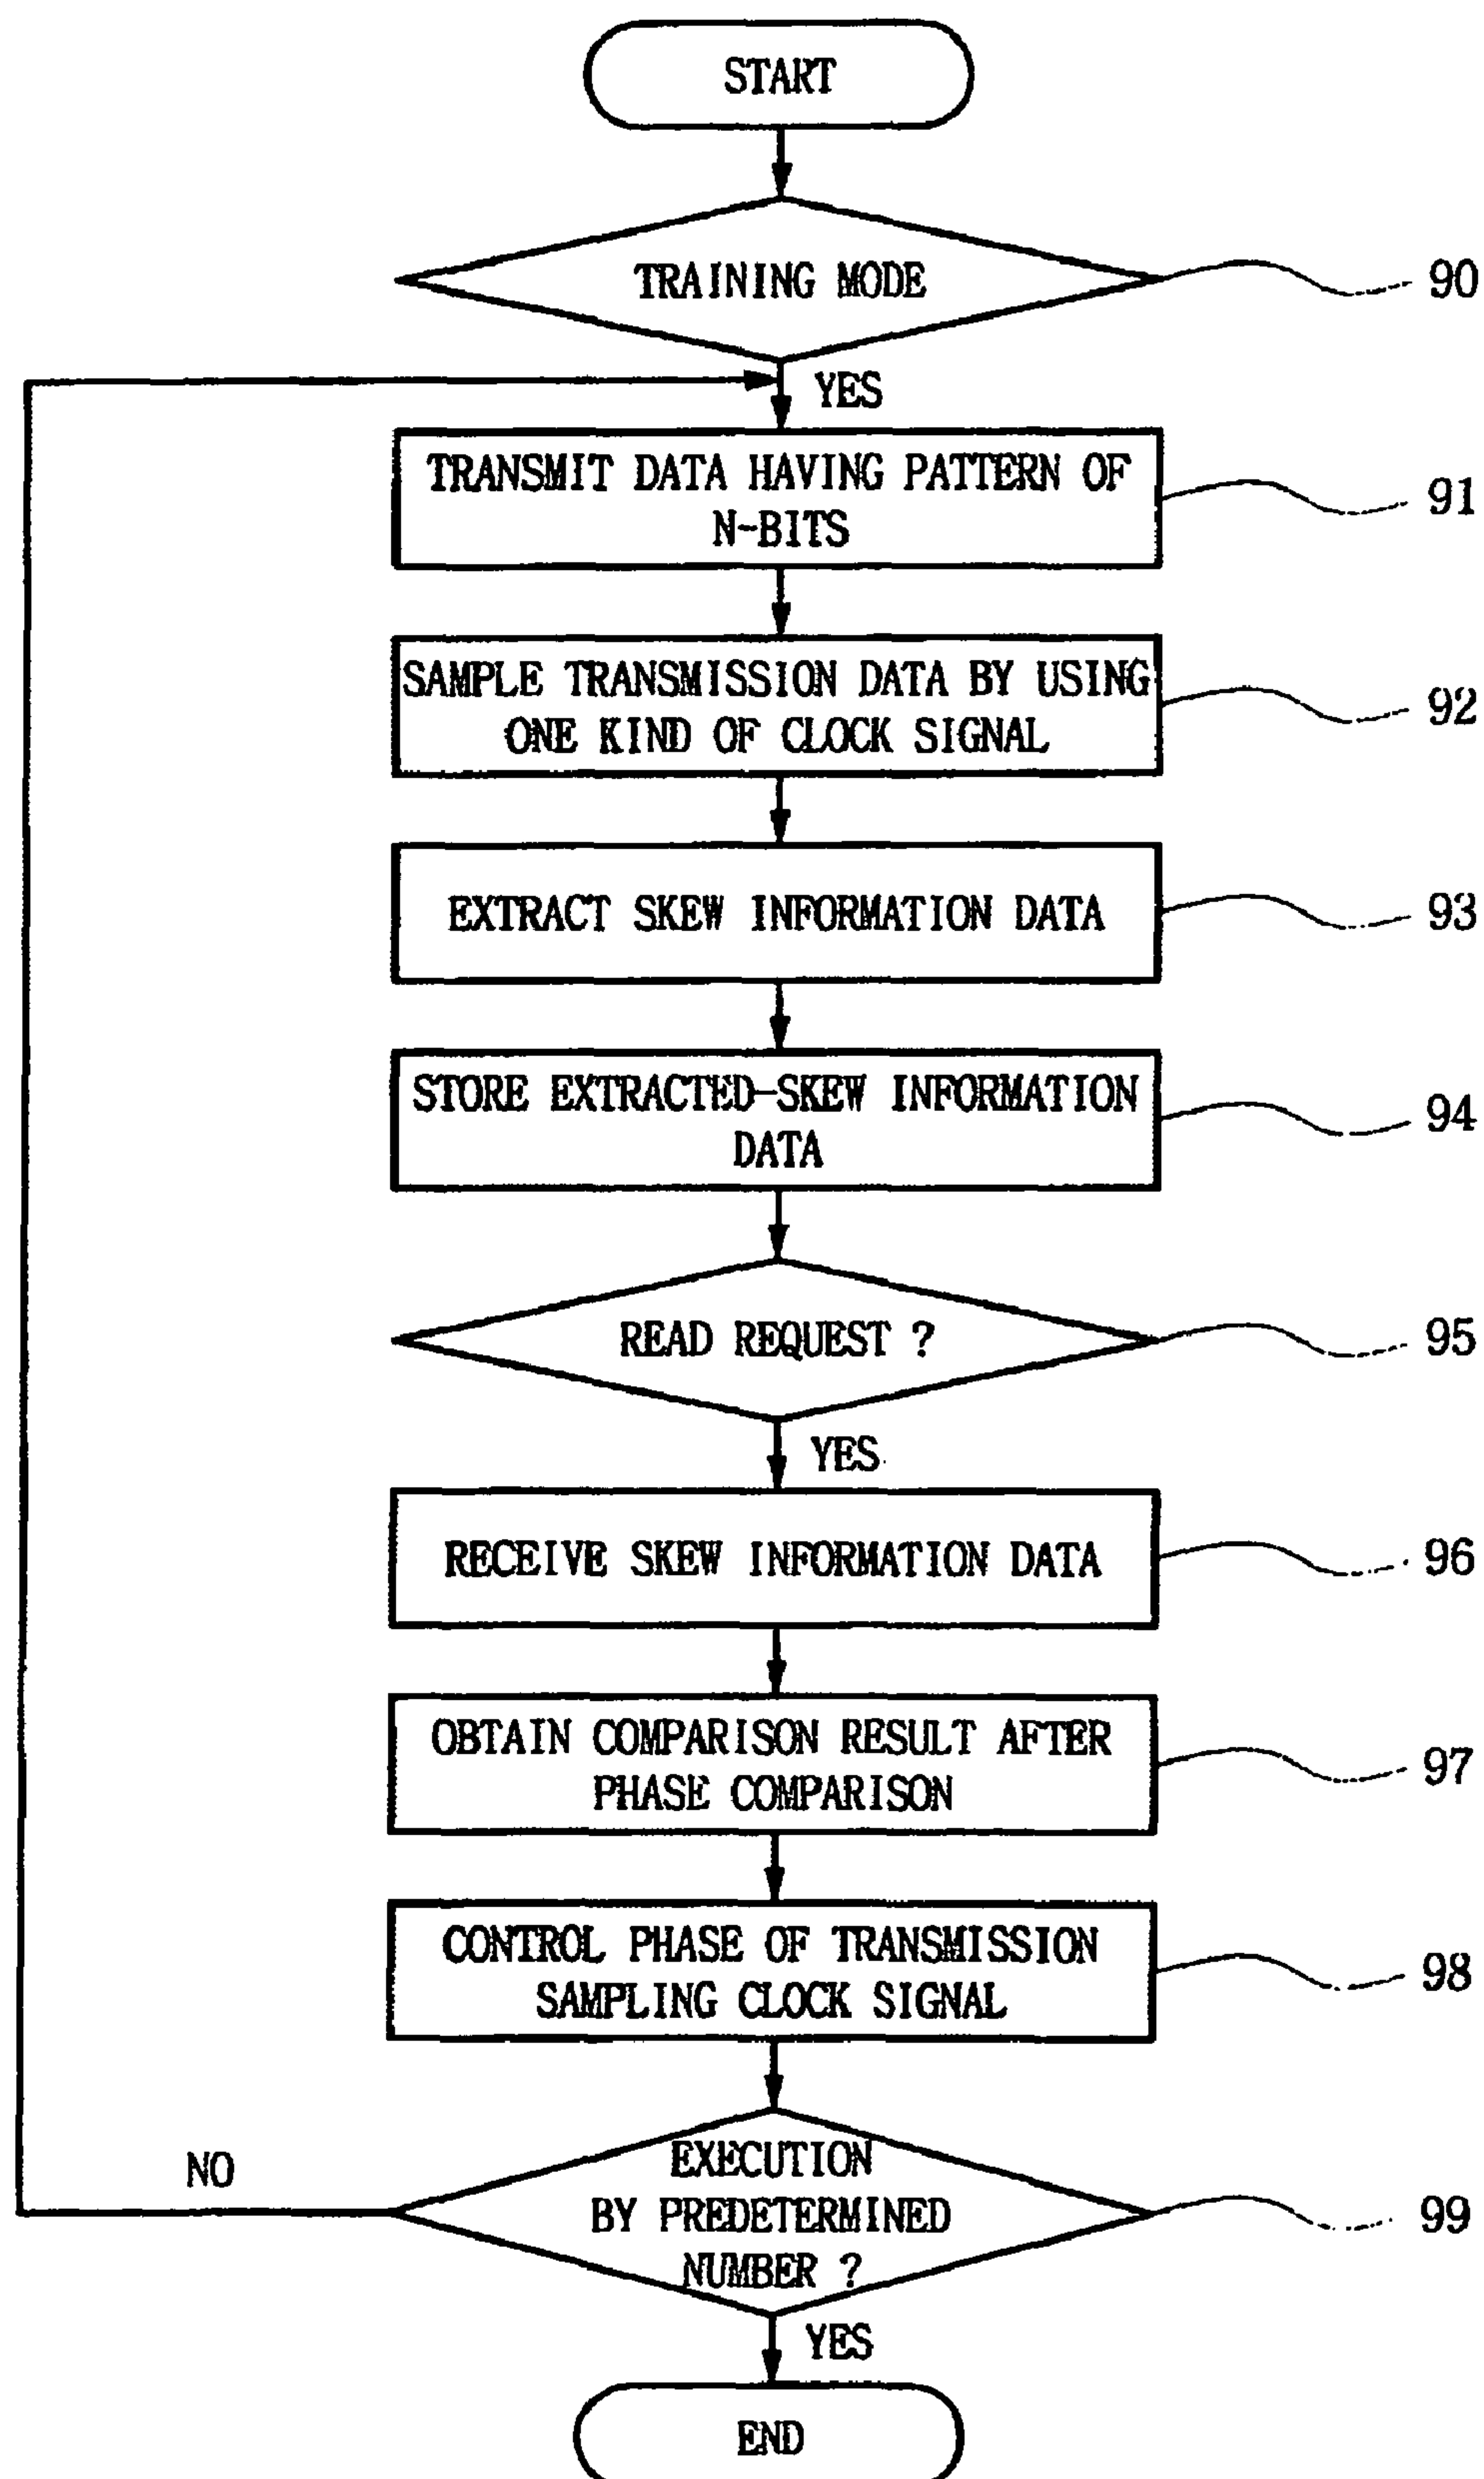 START
TRAINING MODE
90
YES
TRANSMIT DATA HAVING PATTERN OF
N-BITS
91
SAMPLE TRANSMISSION DATA BY USING
ONE KIND OF CLOCK SIGNAL
92
EXTRACT SKEW INFORMATION DATA
93
STORE EXTRACTED-SKEW INFORMATION
DATA
94
READ REQUEST ?
95
YES
RECEIVE SKEW INFORMATION DATA
96
OBTAIN COMPARISON RESULT AFTER
PHASE COMPARISON
97
CONTROL PHASE OF TRANSMISSION
SAMPLING CLOCK SIGNAL
98
NO
EXECUTION
BY PREDETERMINED
NUMBER ?
99
YES
END